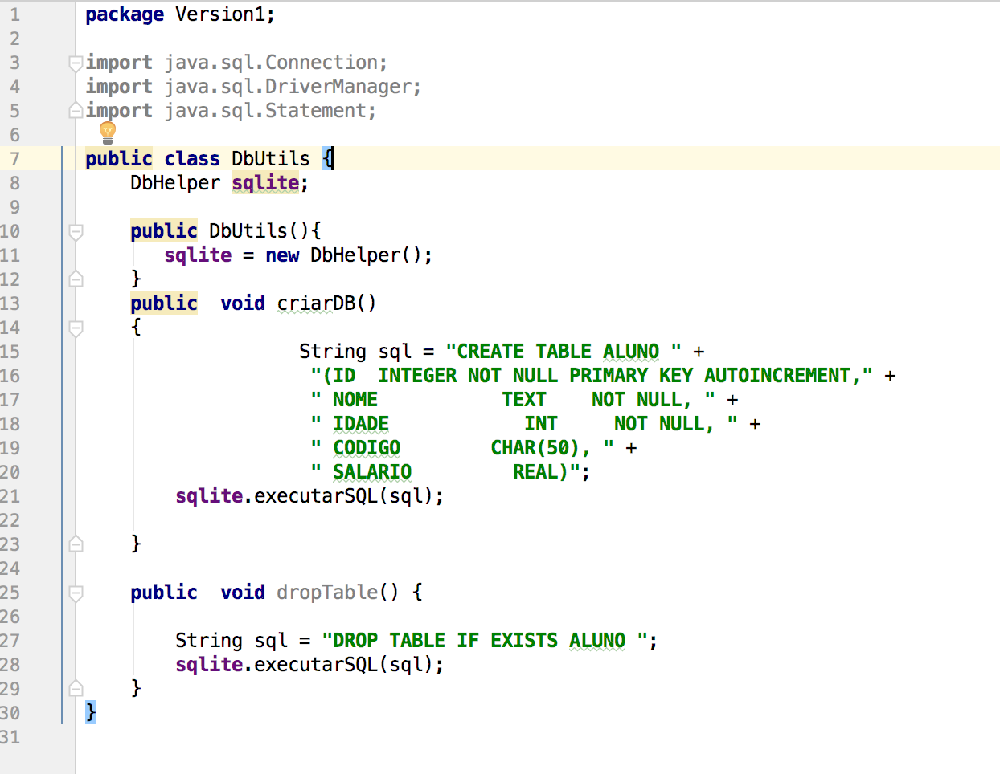 1 package Version1;
2
3 import java.sql.Connection;
4 import java.sql.DriverManager;
5 import java.sql.Statement;
6
7 public class DbUtils {
8 DbHelper sqlite;
9
10 public DbUtils(){
11 sqlite = new DbHelper();
12 }
13 public void criarDB()
14 {
15 String sql = "CREATE TABLE ALUNO " +
16 "(ID INTEGER NOT NULL PRIMARY KEY AUTOINCREMENT," +
17 " NOME TEXT NOT NULL, " +
18 " IDADE INT NOT NULL, " +
19 " CODIGO CHAR(50), " +
20 " SALARIO REAL)";
21 sqlite.executarSQL(sql);
22
23 }
24
25 public void dropTable() {
26
27 String sql = "DROP TABLE IF EXISTS ALUNO ";
28 sqlite.executarSQL(sql);
29 }
30 }
31